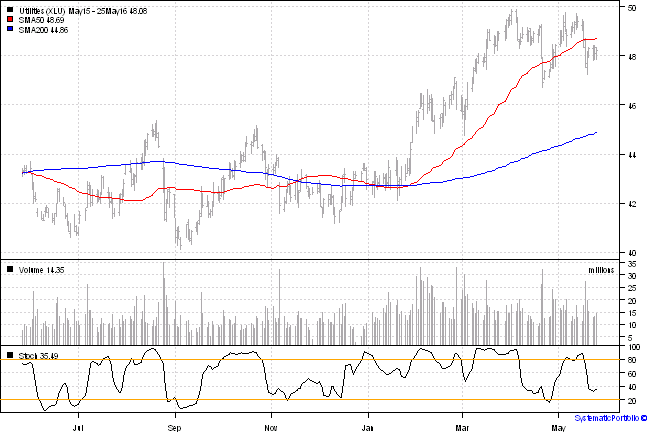 Utilities (XLU) May15 - 25May16 48.08
SMA50 48.69
SMA200 44.86
50
48
46
44
42
40
Volume 14.35
millions
35
30
25
20
15
10
5
Stoch 35.49
100
80
60
40
20
Jul Sep Nov Jan Mar May
SystematicPortfolio ©